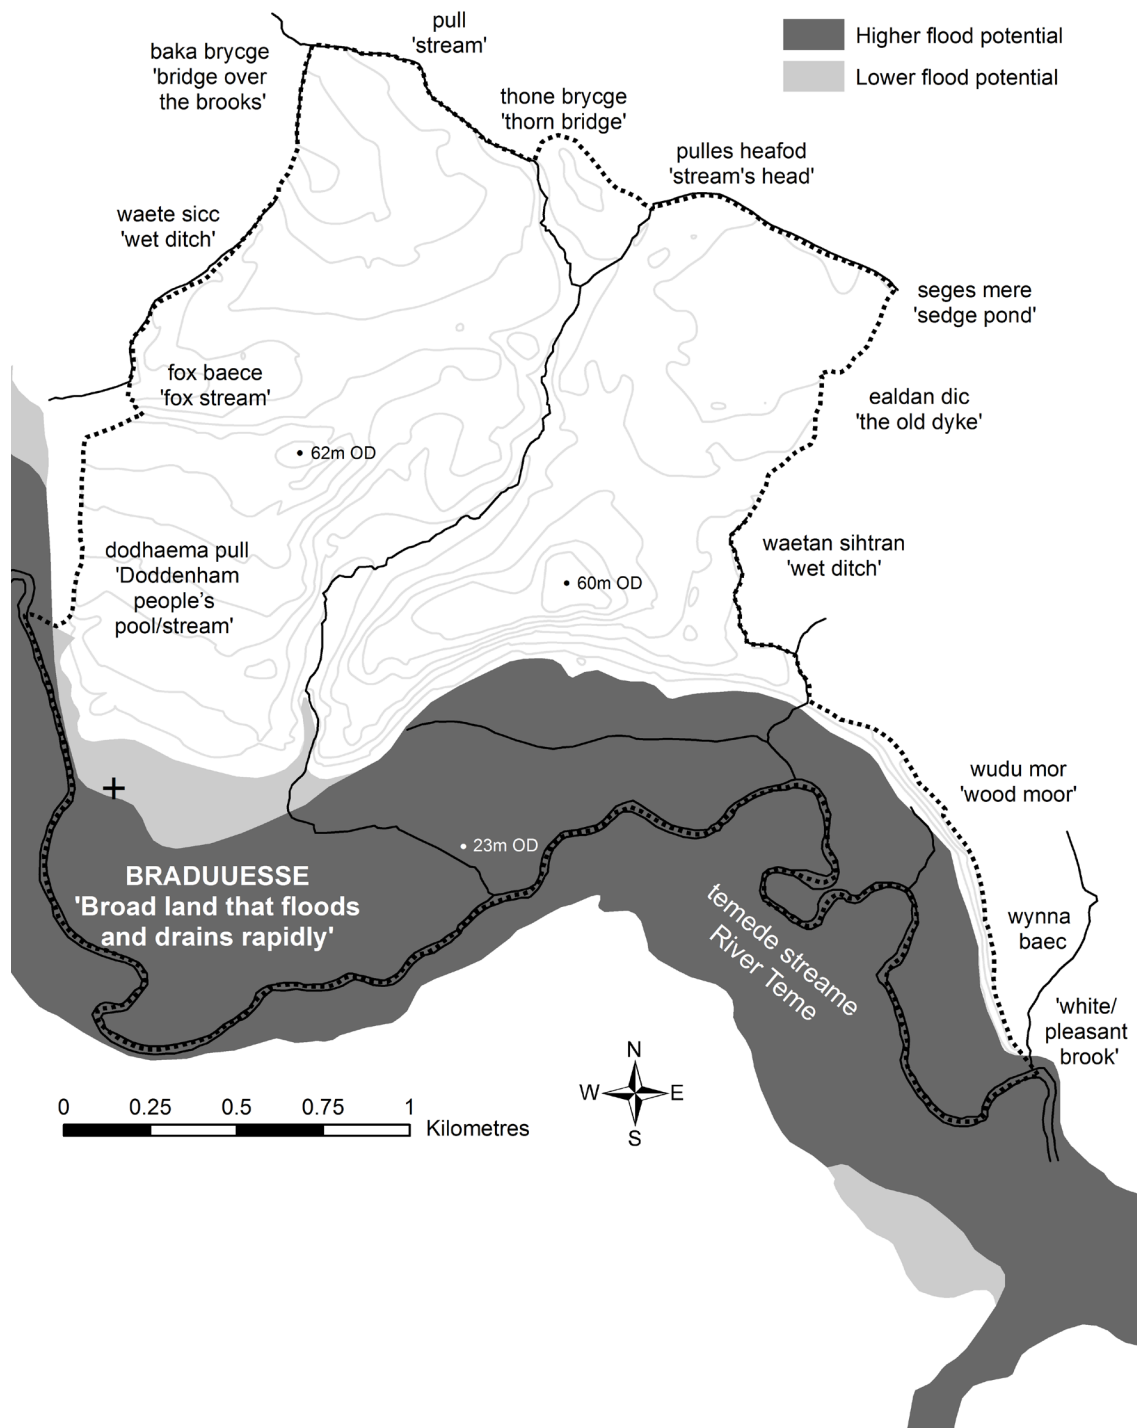 pull
'stream'
baka brycge
'bridge over
the brooks'
Higher flood potential
Lower flood potential
thone brycge
'thorn bridge'
pulles heafod
'stream's head'
waete sicc
'wet ditch'
seges mere
'sedge pond'
fox baece
'fox stream'
ealdan dic
'the old dyke'
62m OD
dodhaema pull
'Doddenham
people's
pool/stream'
waetan sihtran
'wet ditch'
60m OD
wudu mor
'wood moor'
23m OD
BRADUUESSE
'Broad land that floods
and drains rapidly'
temede streame
River Teme
wynna
baec
'white/
pleasant
brook'
N
W
E
S
0 0.25 0.5 0.75 1
Kilometres